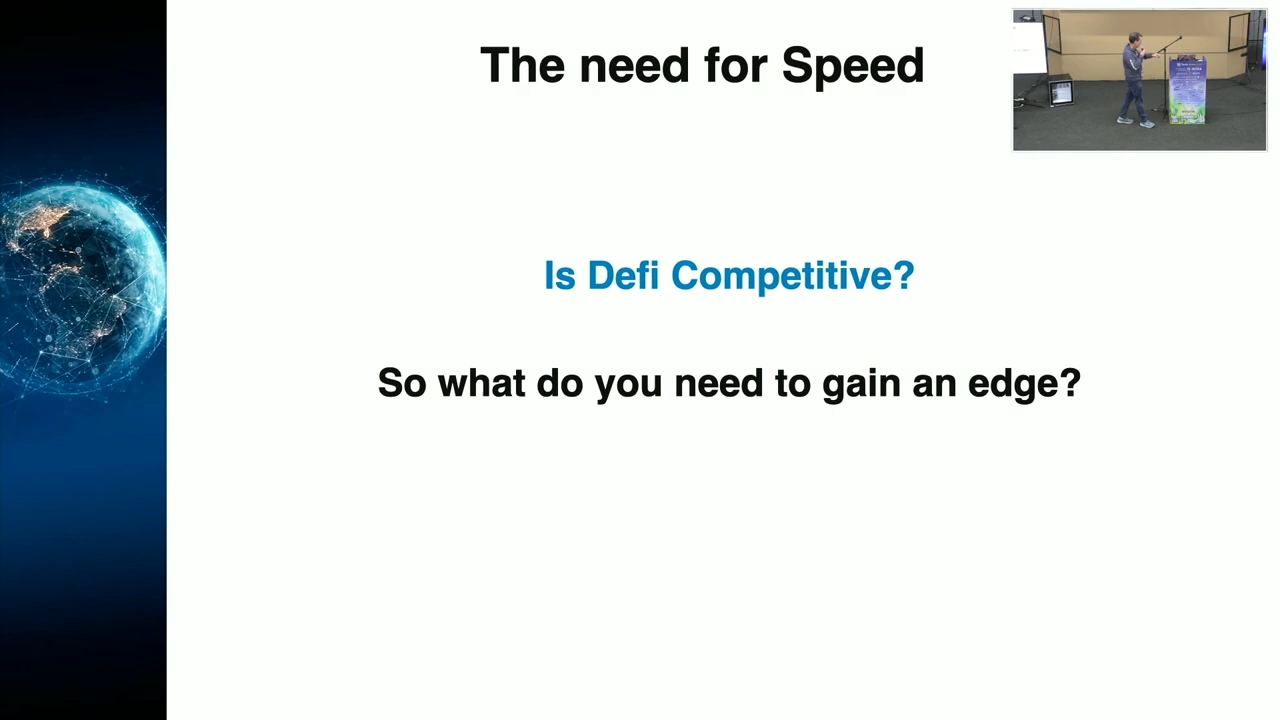 The need for Speed
Is Defi Competitive?
So what do you need to gain an edge?